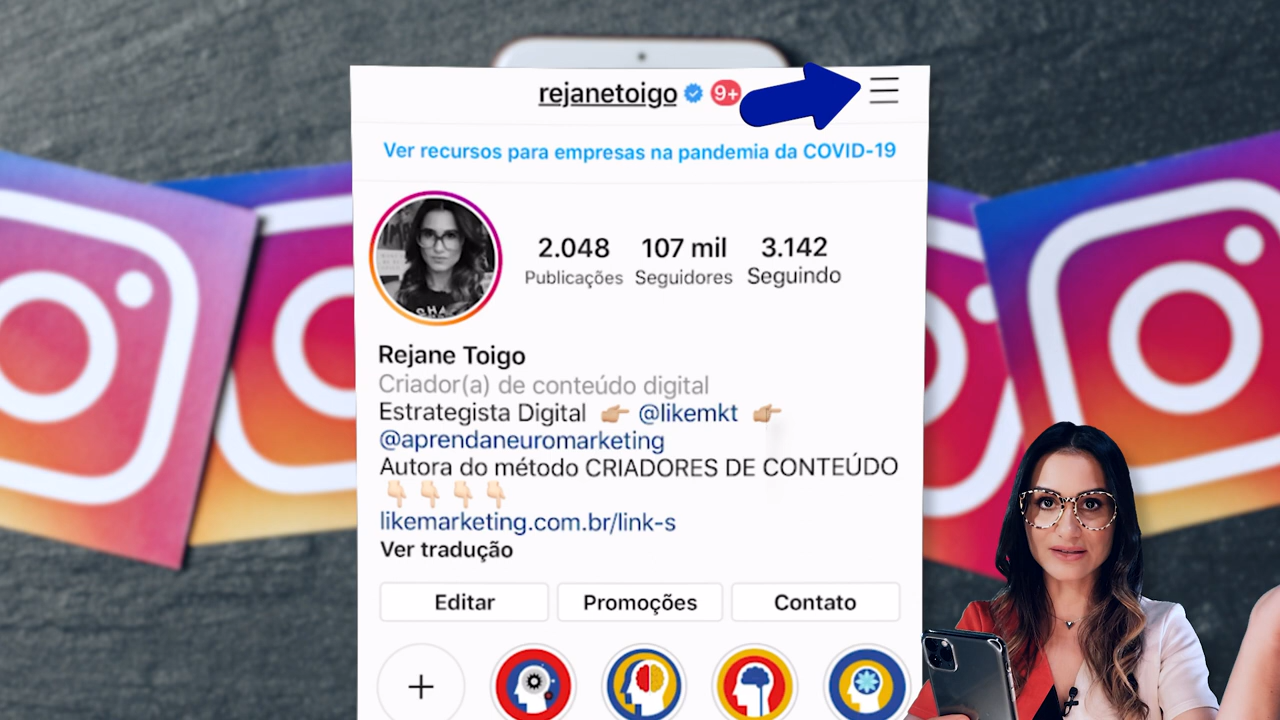 rejanetoigo 9+
Ver recursos para empresas na pandemia da COVID-19
2.048 107 mil 3.142
Publicações Seguidores Seguindo
Rejane Toigo
Criador(a) de conteúdo digital
Estrategista Digital 👉🏼 @likemkt 👉🏼
@aprendaneuromarketing
Autora do método CRIADORES DE CONTEÚDO
👇🏻👇🏻👇🏻👇🏻
likemarketing.com.br/link-s
Ver tradução
Editar Promoções Contato